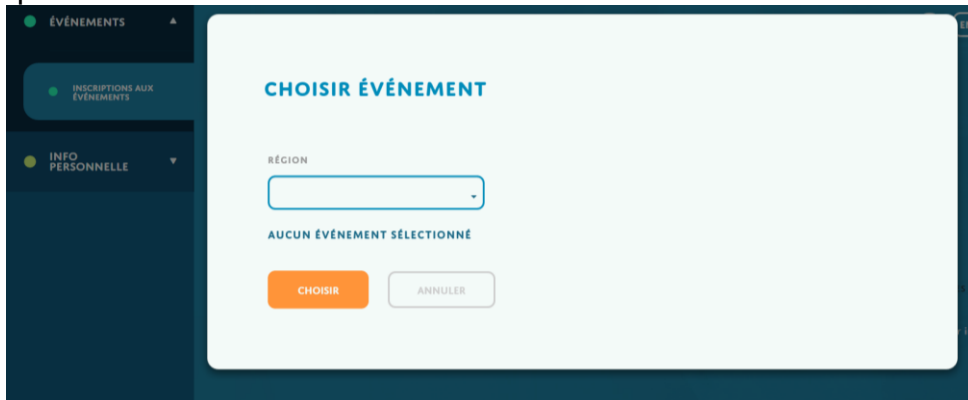 ÉVÉNEMENTS
INSCRIPTIONS AUX
ÉVÉNEMENTS
INFO
PERSONNELLE
CHOISIR ÉVÉNEMENT
RÉGION
AUCUN ÉVÉNEMENT SÉLECTIONNÉ
CHOISIR
ANNULER